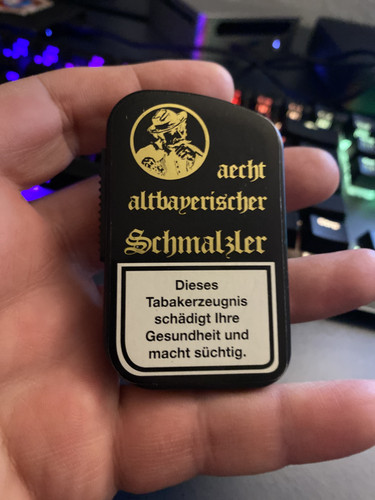 aecht
altbayerischer
Schmalzler
Dieses
Tabakerzeugnis
schädigt Ihre
Gesundheit und
macht süchtig.